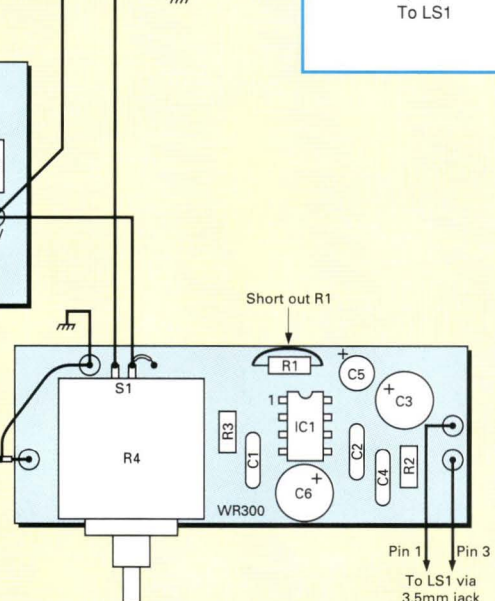 To LS1
Short out R1
R1
+
C5
+
C3
S1
1
IC1
R3
R4
C1
C2
C4
R2
+
C6
WR300
Pin 1
Pin 3
To LS1 via
3.5mm jack